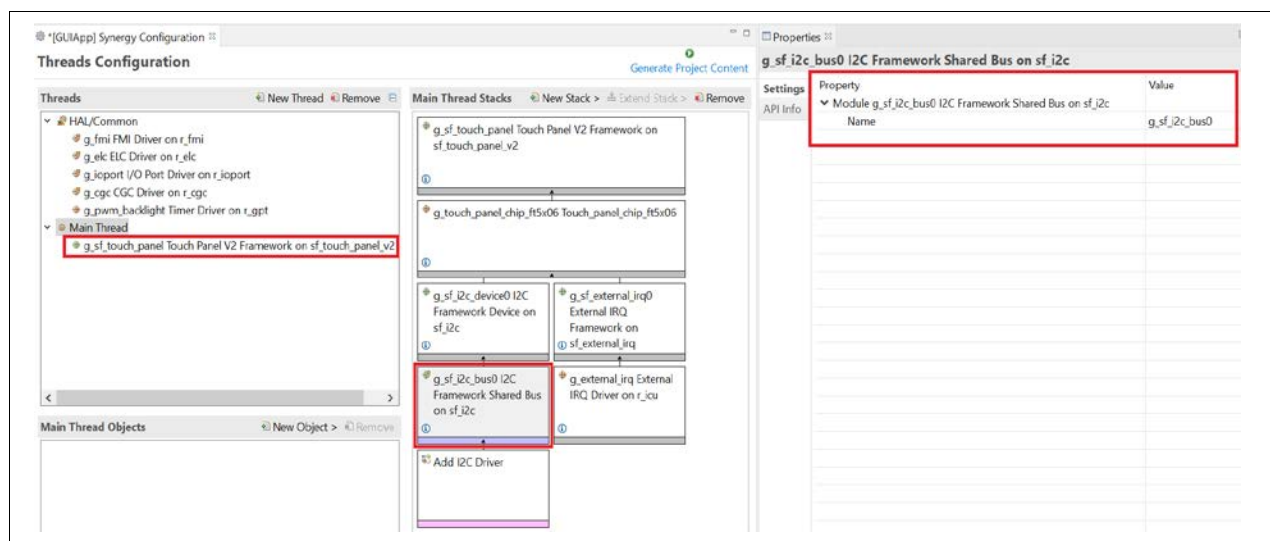 *[GUIApp] Synergy Configuration
Threads Configuration
Generate Project Content
Threads
New Thread
Remove
HAL/Common
g_fmi FMI Driver on r_fmi
g_elc ELC Driver on r_elc
g_ioport I/O Port Driver on r_ioport
g_cgc CGC Driver on r_cgc
g_pwm_backlight Timer Driver on r_gpt
Main Thread
g_sf_touch_panel Touch Panel V2 Framework on sf_touch_panel_v2
Main Thread Objects
New Object >
Remove
Main Thread Stacks
New Stack >
Extend Stack >
Remove
g_sf_touch_panel Touch Panel V2 Framework on
sf_touch_panel_v2
g_touch_panel_chip_ft5x06 Touch_panel_chip_ft5x06
g_sf_i2c_device0 I2C
Framework Device on
sf_i2c
g_sf_external_irq0
External IRQ
Framework on
sf_external_irq
g_sf_i2c_bus0 I2C
Framework Shared Bus
on sf_i2c
g_external_irq External
IRQ Driver on r_icu
Add I2C Driver
Properties
g_sf_i2c_bus0 I2C Framework Shared Bus on sf_i2c
Settings
API Info
Property
Value
Module g_sf_i2c_bus0 I2C Framework Shared Bus on sf_i2c
Name
g_sf_i2c_bus0